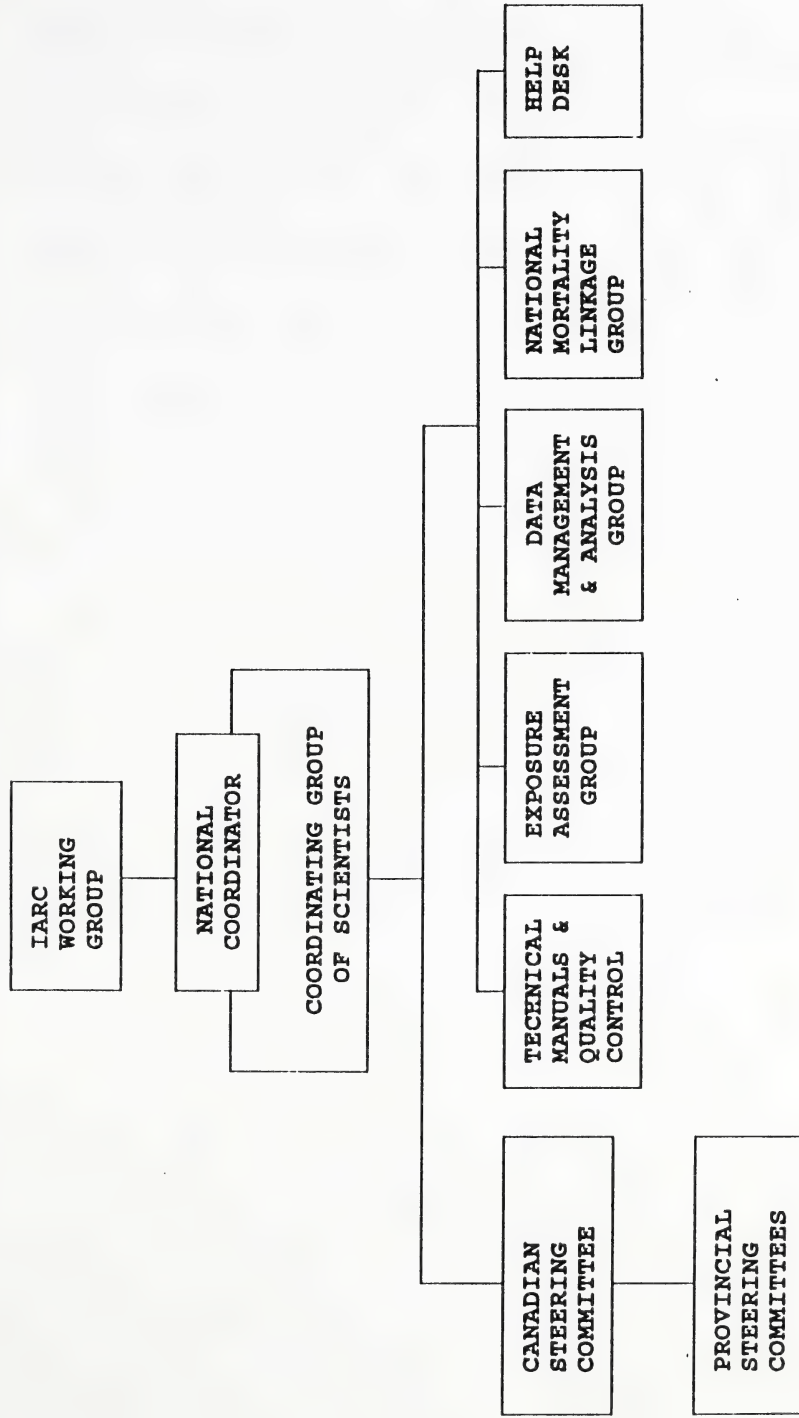 IARC
WORKING
GROUP
NATIONAL
COORDINATOR
COORDINATING GROUP
OF SCIENTISTS
CANADIAN
STEERING
COMMITTEE
PROVINCIAL
STEERING
COMMITTEES
TECHNICAL
MANUALS &
QUALITY
CONTROL
EXPOSURE
ASSESSMENT
GROUP
DATA
MANAGEMENT
& ANALYSIS
GROUP
NATIONAL
MORTALITY
LINKAGE
GROUP
HELP
DESK